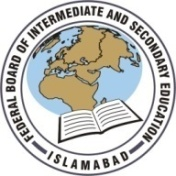 FEDERAL BOARD OF INTERMEDIATE AND SECONDARY EDUCATION
ISLAMABAD